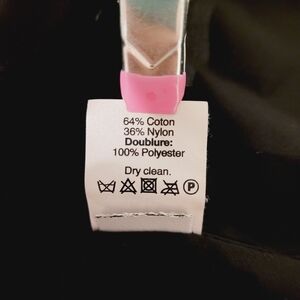 64% Coton
36% Nylon
Doublure:
100% Polyester
Dry clean.
P